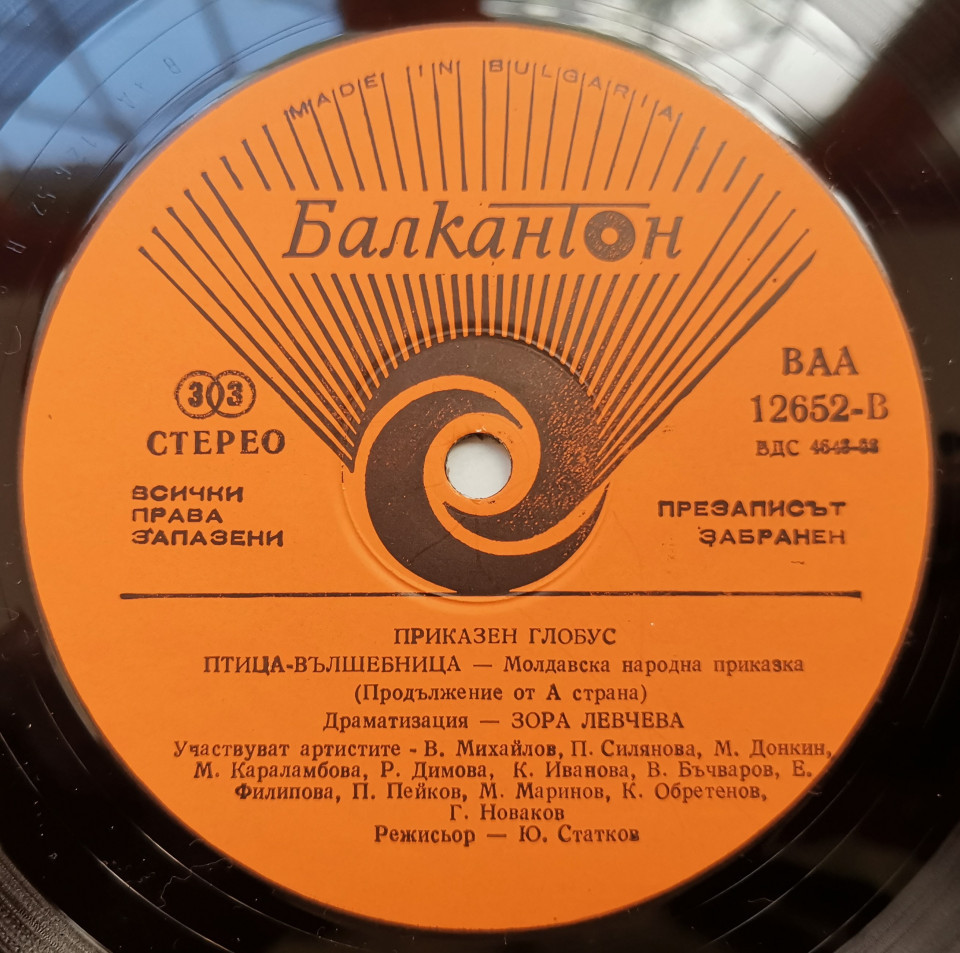 MADE IN BULGARIA
Балкантон
33
СТЕРЕО
ВАА
12652-В
ВДС
ВСИЧКИ
ПРАВА
ЗАПАЗЕНИ
ПРЕЗАПИСЪТ
ЗАБРАНЕН
ПРИКАЗЕН ГЛОБУС
ПТИЦА-ВЪЛШЕБНИЦА — Молдавска народна приказка
(Продължение от А страна)
Драматизация — ЗОРА ЛЕВЧЕВА
Участвуват артистите - В. Михайлов, П. Силянова, М. Донкин,
М. Караламбова, Р. Димова, К. Иванова, В. Бъчваров, Е.
Филипова, П. Пейков, М. Маринов, К. Обретенов,
Г. Новаков
Режисьор — Ю. Статков